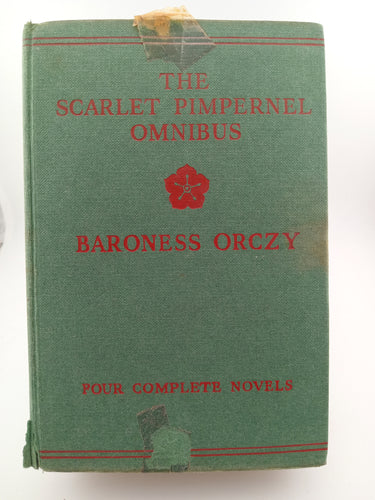 THE
SCARLET PIMPERNEL
OMNIBUS
BARONESS ORCZY
FOUR COMPLETE NOVELS